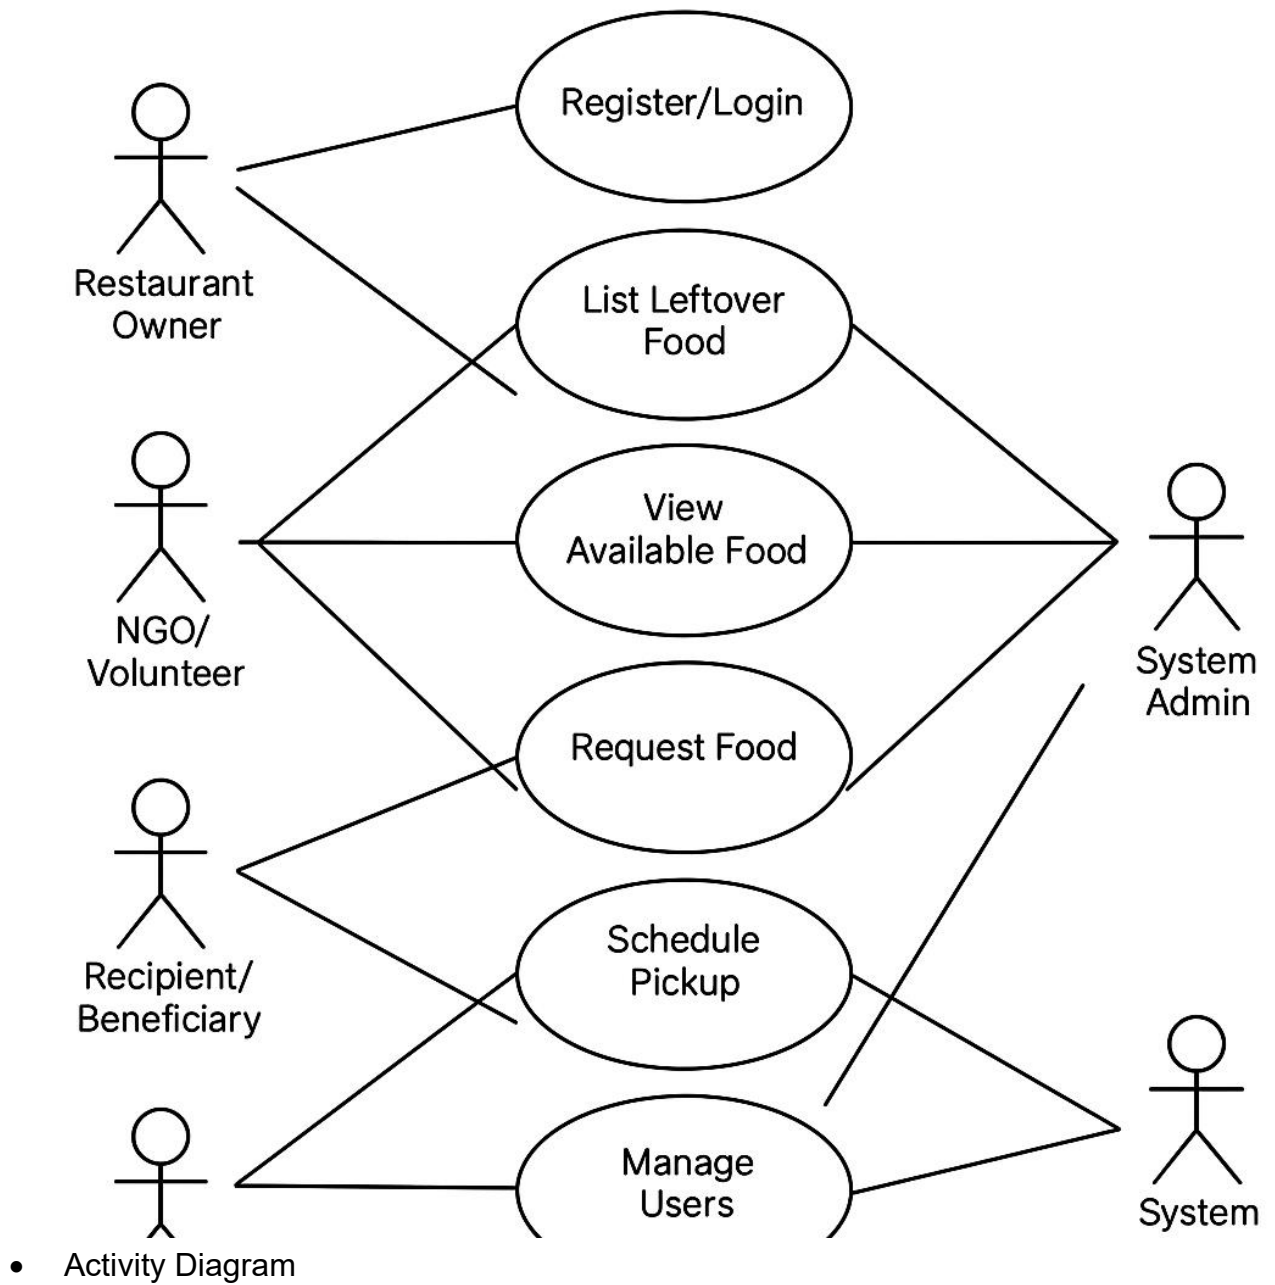 Register/Login
Restaurant
Owner
List Leftover
Food
View
Available Food
NGO/
Volunteer
System
Admin
Request Food
Recipient/
Beneficiary
Schedule
Pickup
Manage
Users
System
• Activity Diagram